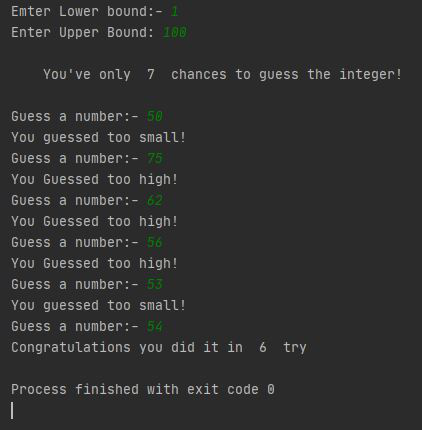 Emter Lower bound:- 1
Enter Upper Bound: 100
You've only  7  chances to guess the integer!
Guess a number:- 50
You guessed too small!
Guess a number:- 75
You Guessed too high!
Guess a number:- 62
You Guessed too high!
Guess a number:- 56
You Guessed too high!
Guess a number:- 53
You guessed too small!
Guess a number:- 54
Congratulations you did it in  6  try
Process finished with exit code 0